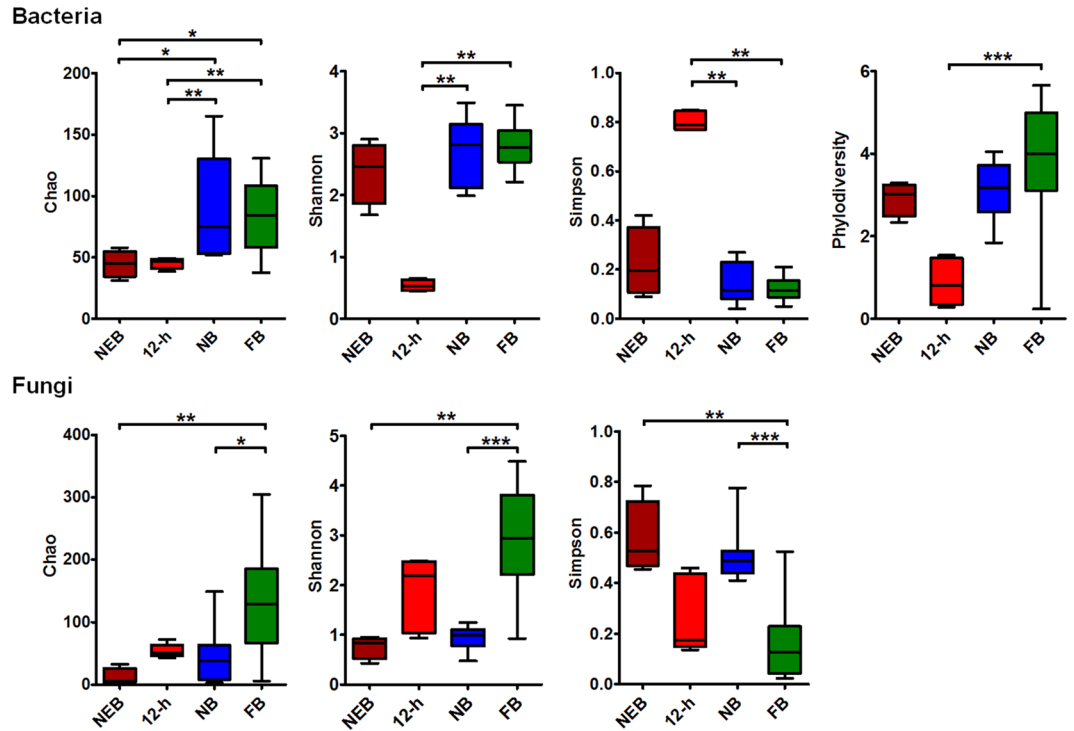 Bacteria
*
*
**
**
Chao
200
150
100
50
0
NEB
12-h
NB
FB
**
**
Shannon
4
3
2
1
0
NEB
12-h
NB
FB
**
**
Simpson
1.0
0.8
0.6
0.4
0.2
0.0
NEB
12-h
NB
FB
***
Phylodiversity
6
4
2
0
NEB
12-h
NB
FB
Fungi
**
*
Chao
400
300
200
100
0
NEB
12-h
NB
FB
**
***
Shannon
5
4
3
2
1
0
NEB
12-h
NB
FB
**
***
Simpson
1.0
0.8
0.6
0.4
0.2
0.0
NEB
12-h
NB
FB